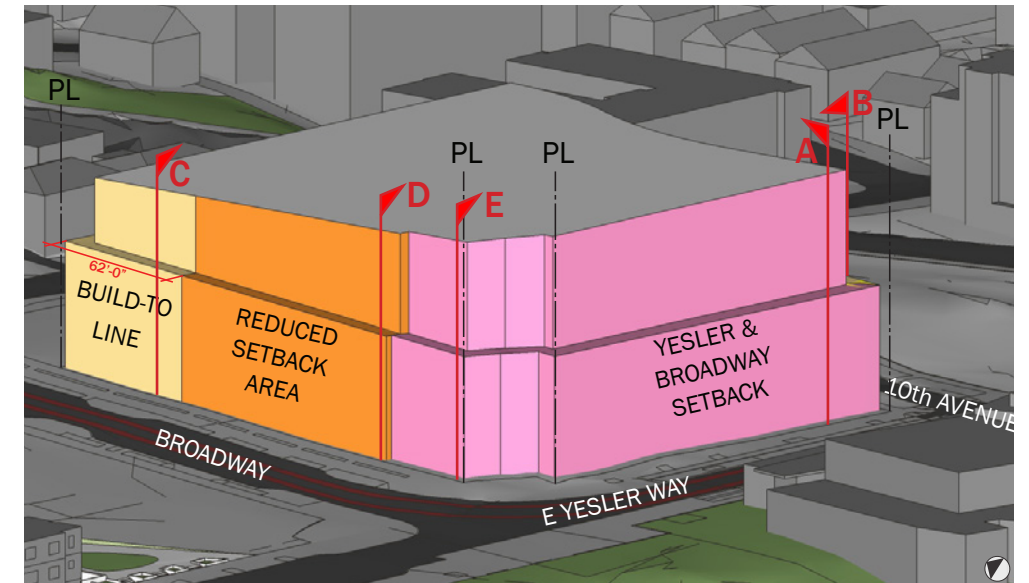 PL
B
PL
A
PL
PL
C
D
E
62'-0"
BUILD-TO
LINE
REDUCED
SETBACK
AREA
YESLER &
BROADWAY
SETBACK
10th AVENUE
BROADWAY
E YESLER WAY